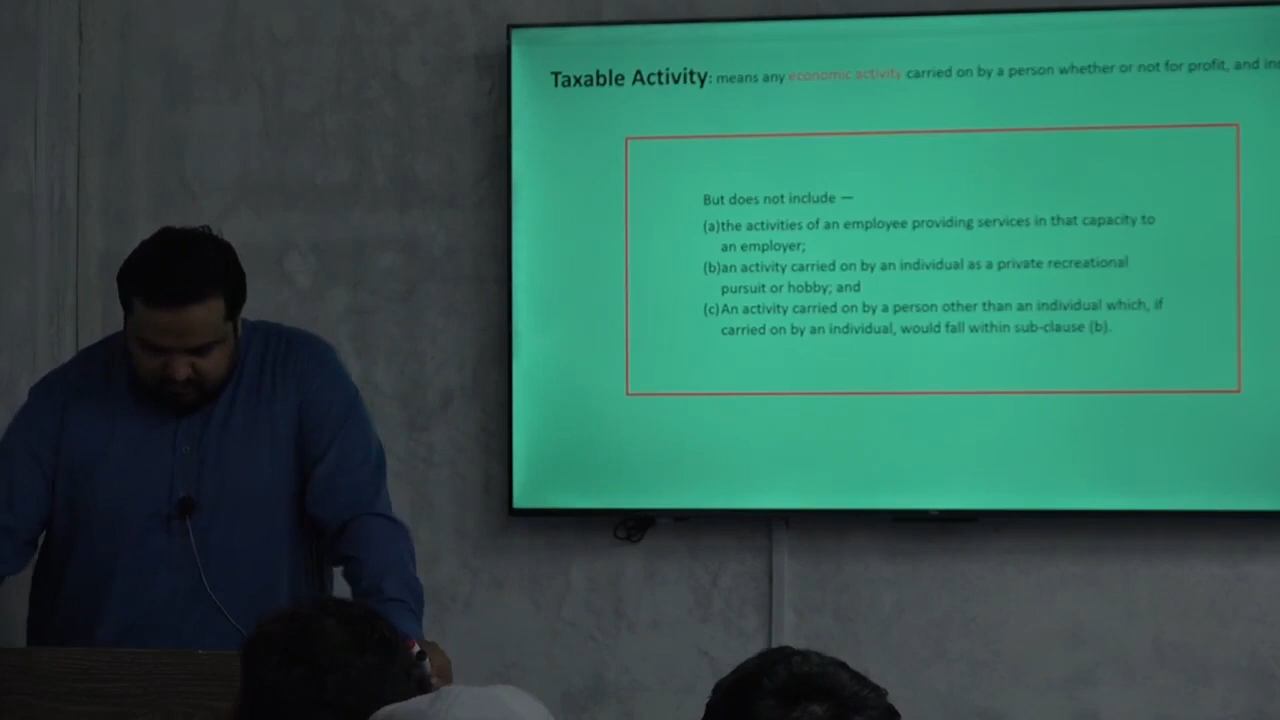 Taxable Activity: means any economic activity carried on by a person whether or not for profit, and
But does not include —
(a)the activities of an employee providing services in that capacity to
an employer;
(b)an activity carried on by an individual as a private recreational
pursuit or hobby; and
(c)An activity carried on by a person other than an individual which, if
carried on by an individual, would fall within sub-clause (b).